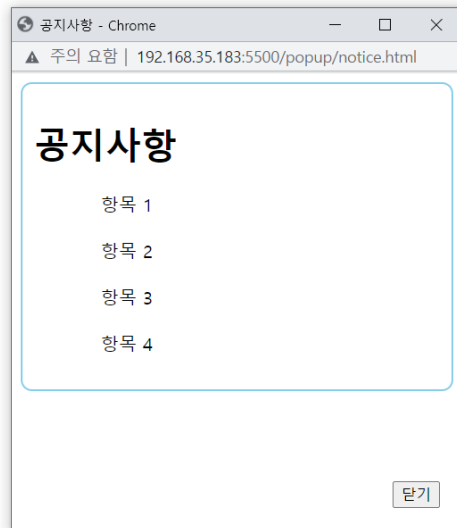 공지사항 - Chrome
주의 요함 | 192.168.35.183:5500/popup/notice.html
공지사항
항목 1
항목 2
항목 3
항목 4
닫기